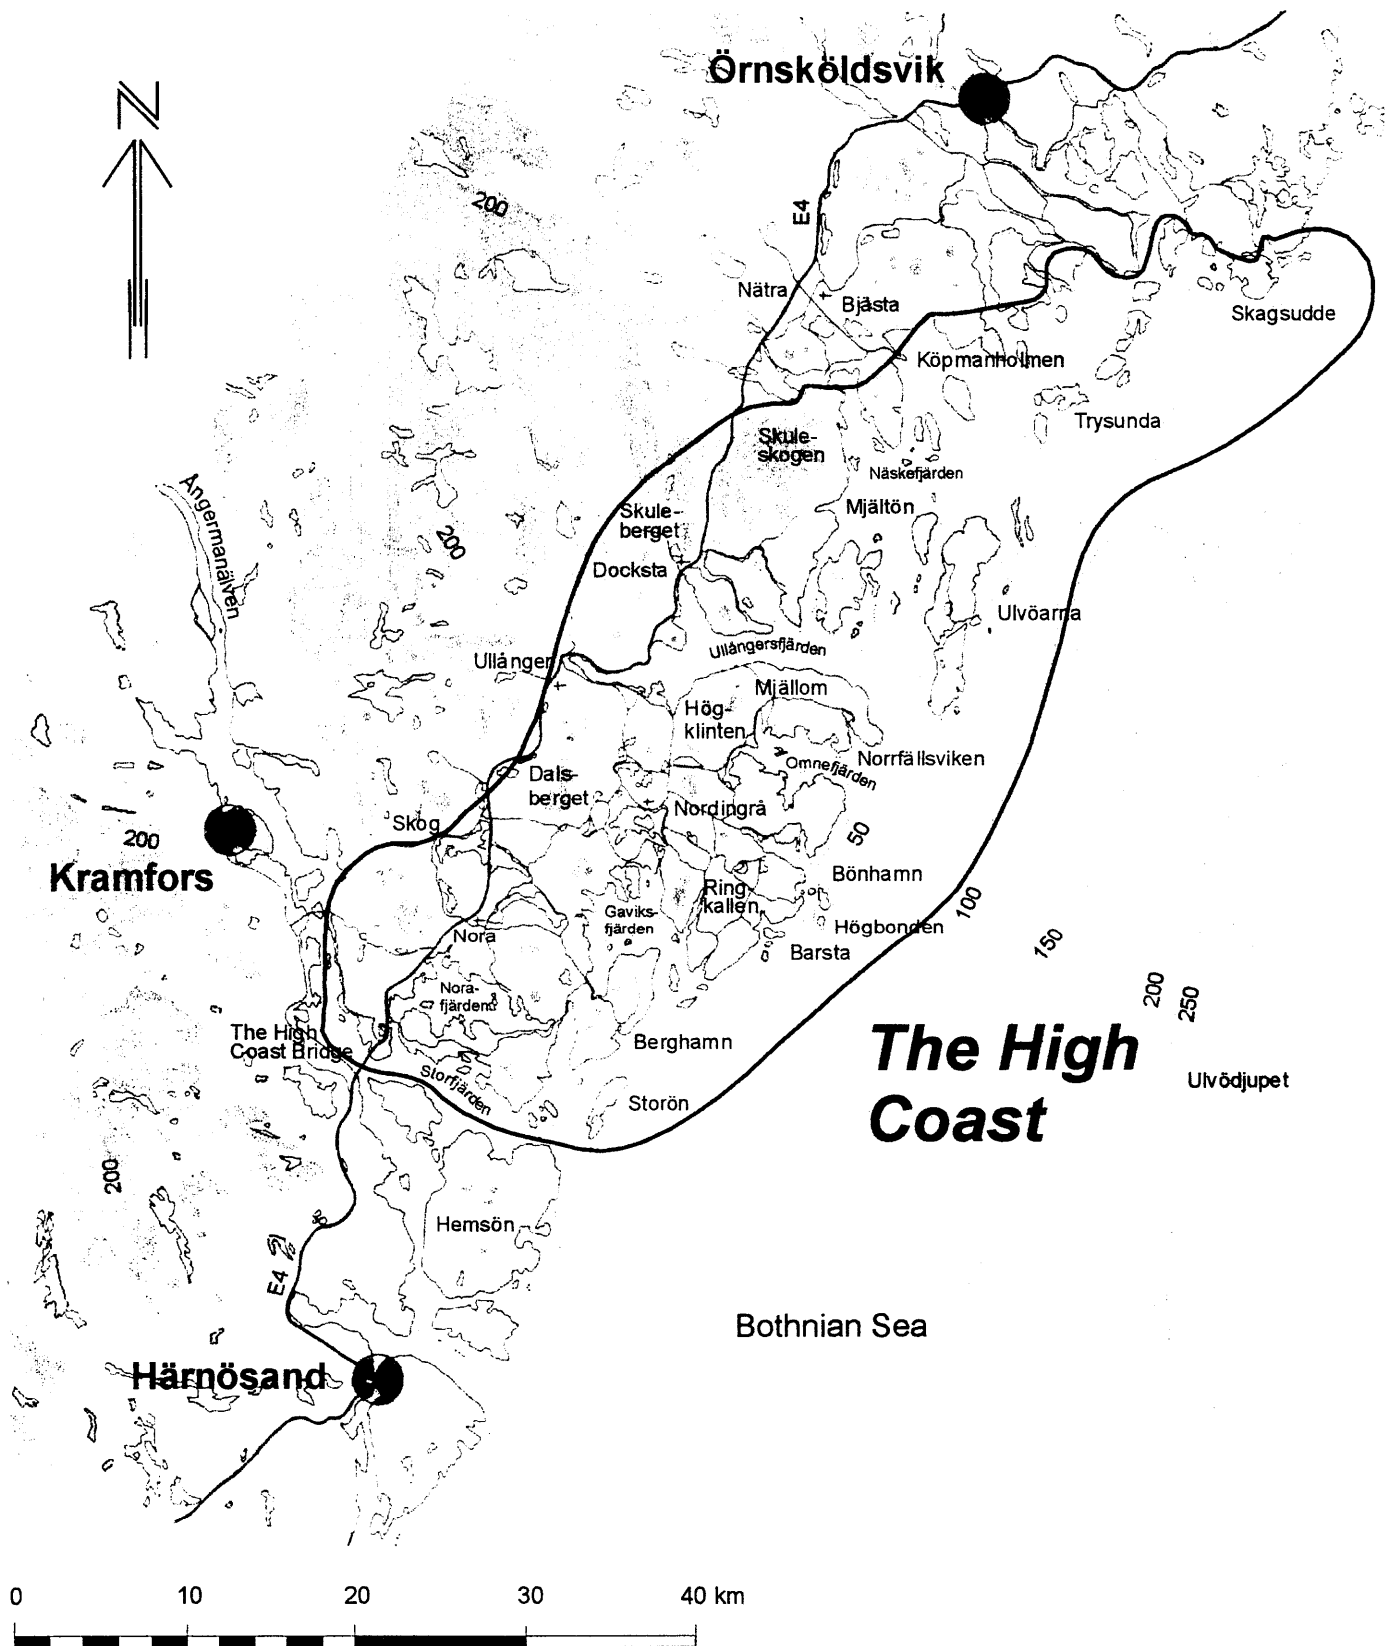 Örnsköldsvik
N
200
E4
Nätra
Bjästa
Skagsudde
Köpmanholmen
Trysunda
Skule-
skogen
Näskefjärden
Ångermanälven
Skule-
berget
Mjältön
200
Docksta
Ulvöarna
Ullånger
Ullångersfjärden
Mjällom
Hög-
klinten
Norrfällsviken
Omnefjärden
Dals-
berget
Nordingrå
Skog
50
200
Kramfors
Bönhamn
Ring-
kallen
100
Gaviks-
fjärden
Högbonden
Nora
Barsta
150
Nora-
fjärden
200
250
The High
Coast Bridge
Berghamn
The High
Coast
Storfjärden
Storön
Ulvödjupet
200
Hemsön
E4
Bothnian Sea
Härnösand
0 10 20 30 40 km